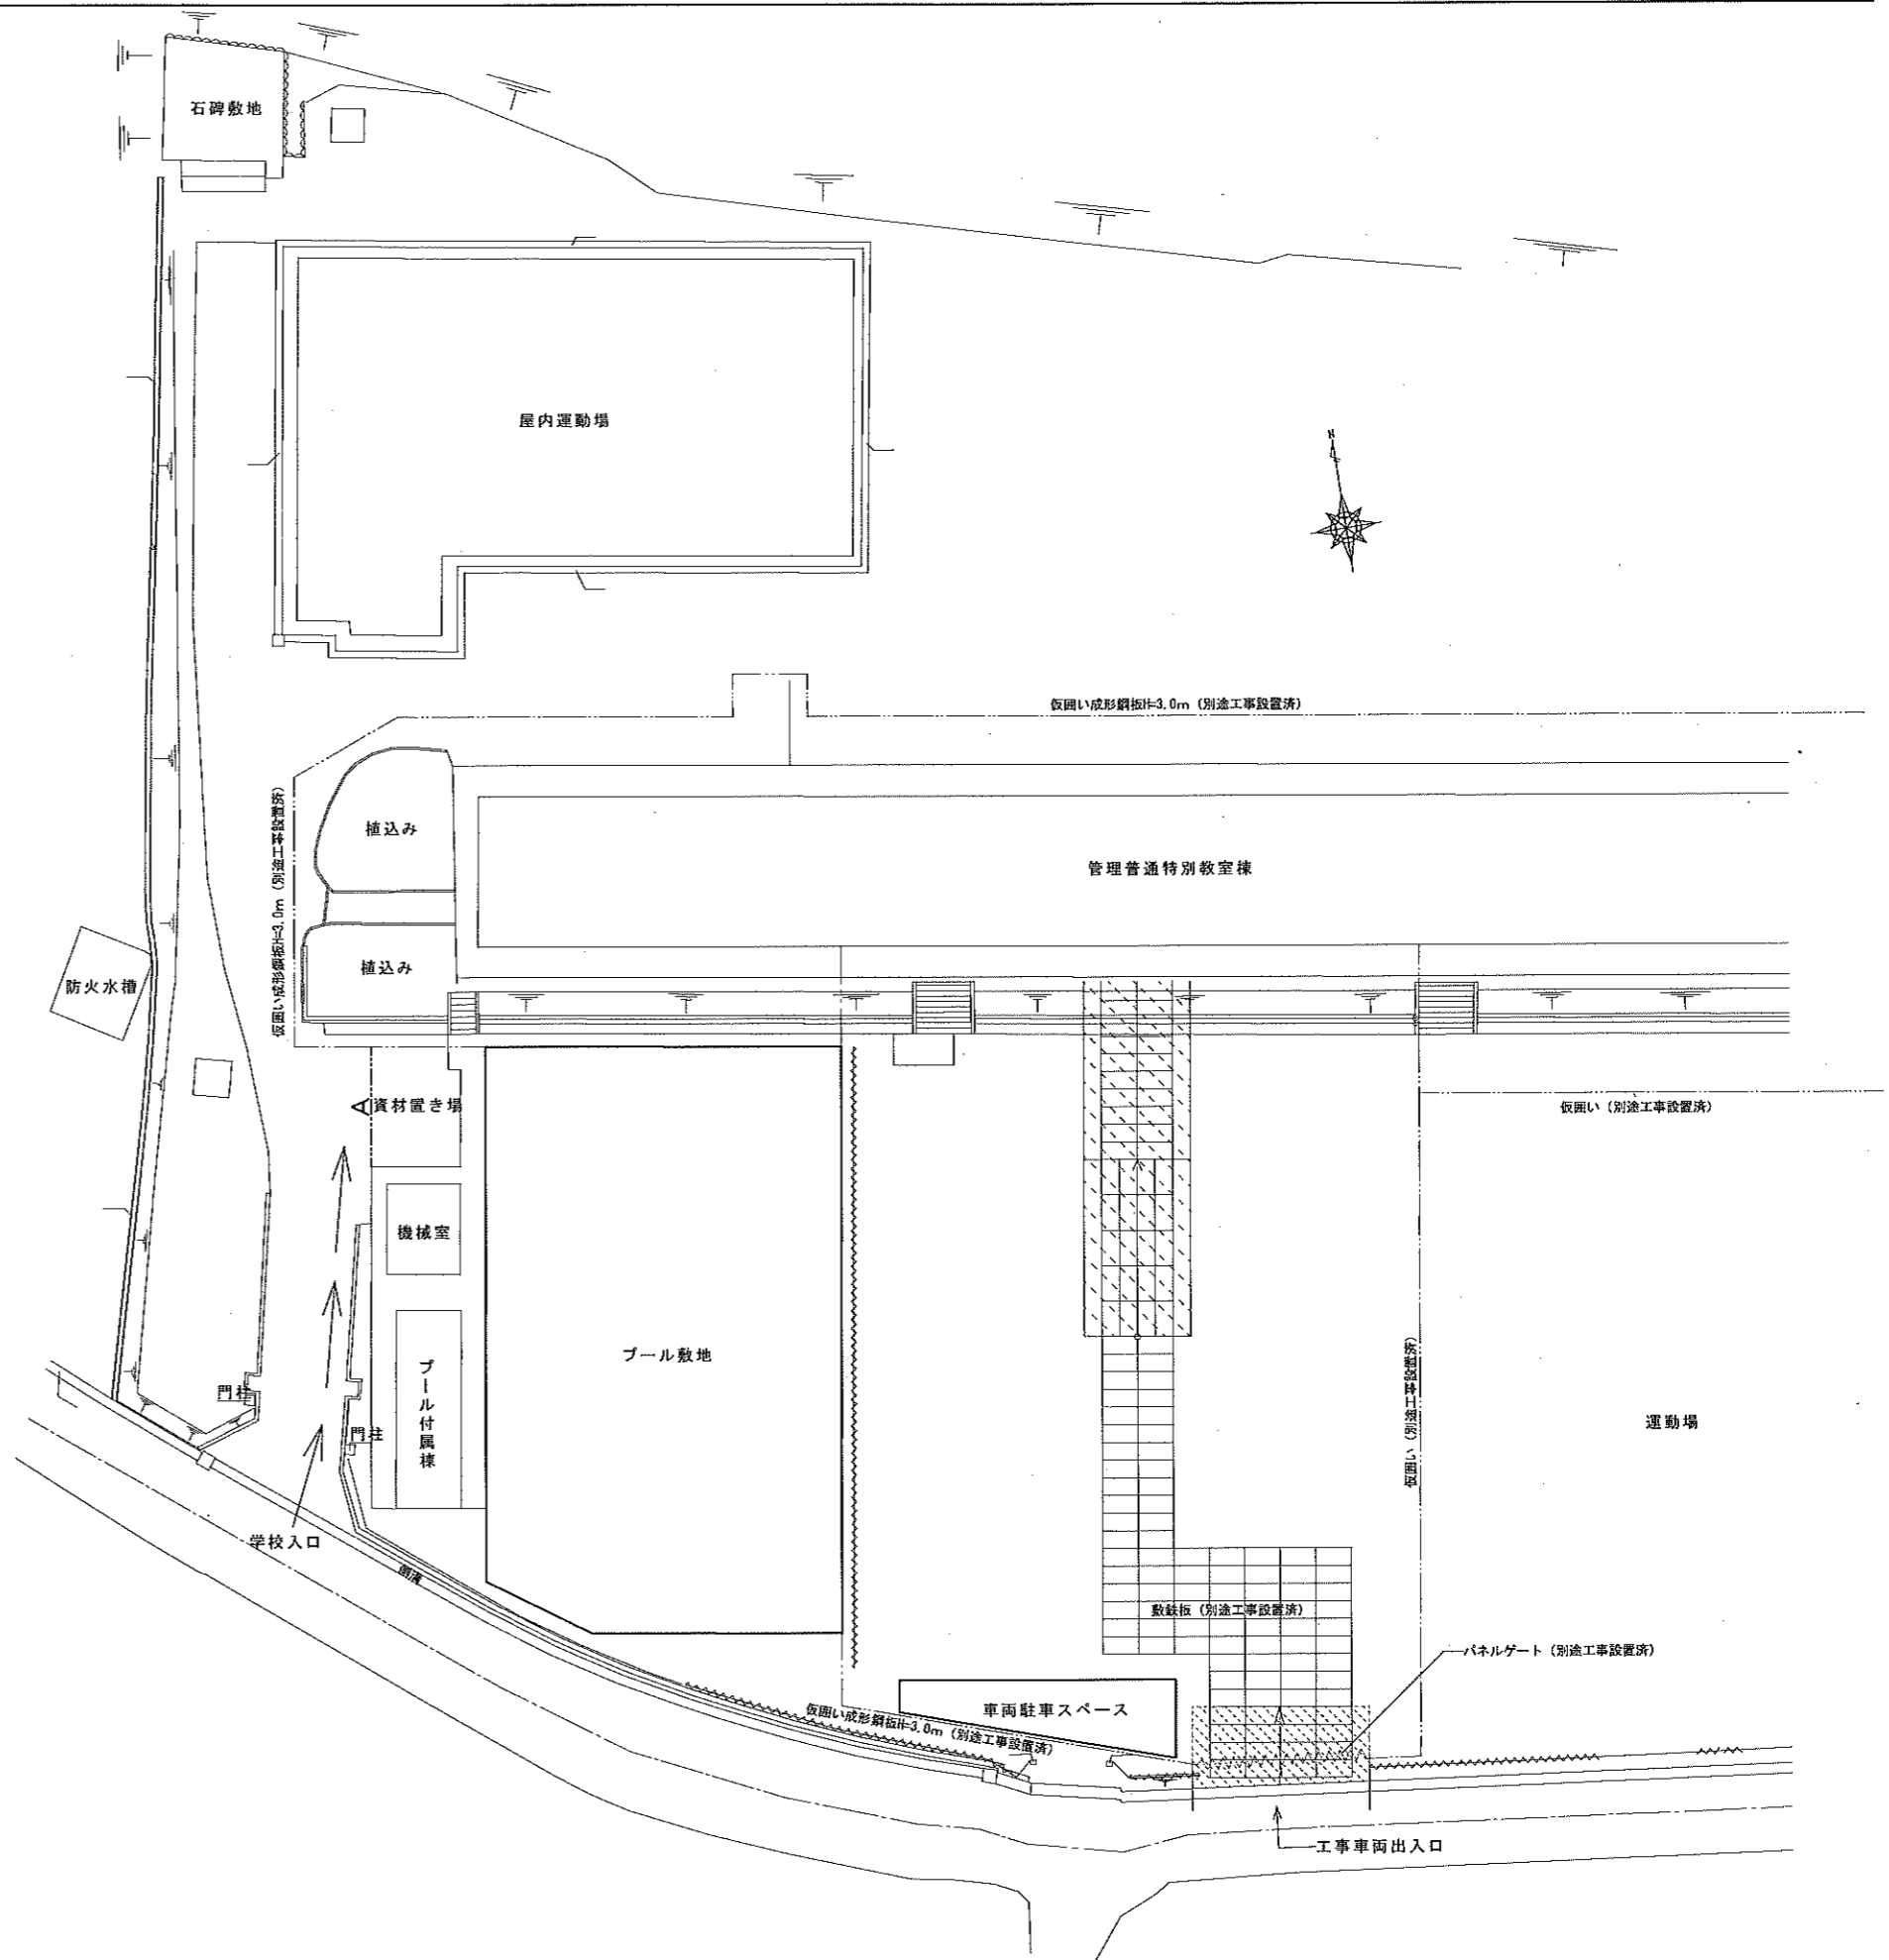 石碑敷地
屋内運動場
N
仮囲い成形鋼板H=3.0m（別途工事設置済）
仮囲い成形鋼板H=3.0m（別途工事設置済）
植込み
管理普通特別教室棟
植込み
防火水槽
資材置き場
仮囲い（別途工事設置済）
機械室
プール敷地
プール付属棟
仮囲い（別途工事設置済）
門柱
門柱
運動場
学校入口
側溝
敷鉄板（別途工事設置済）
パネルゲート（別途工事設置済）
車両駐車スペース
仮囲い成形鋼板H=3.0m（別途工事設置済）
工事車両出入口